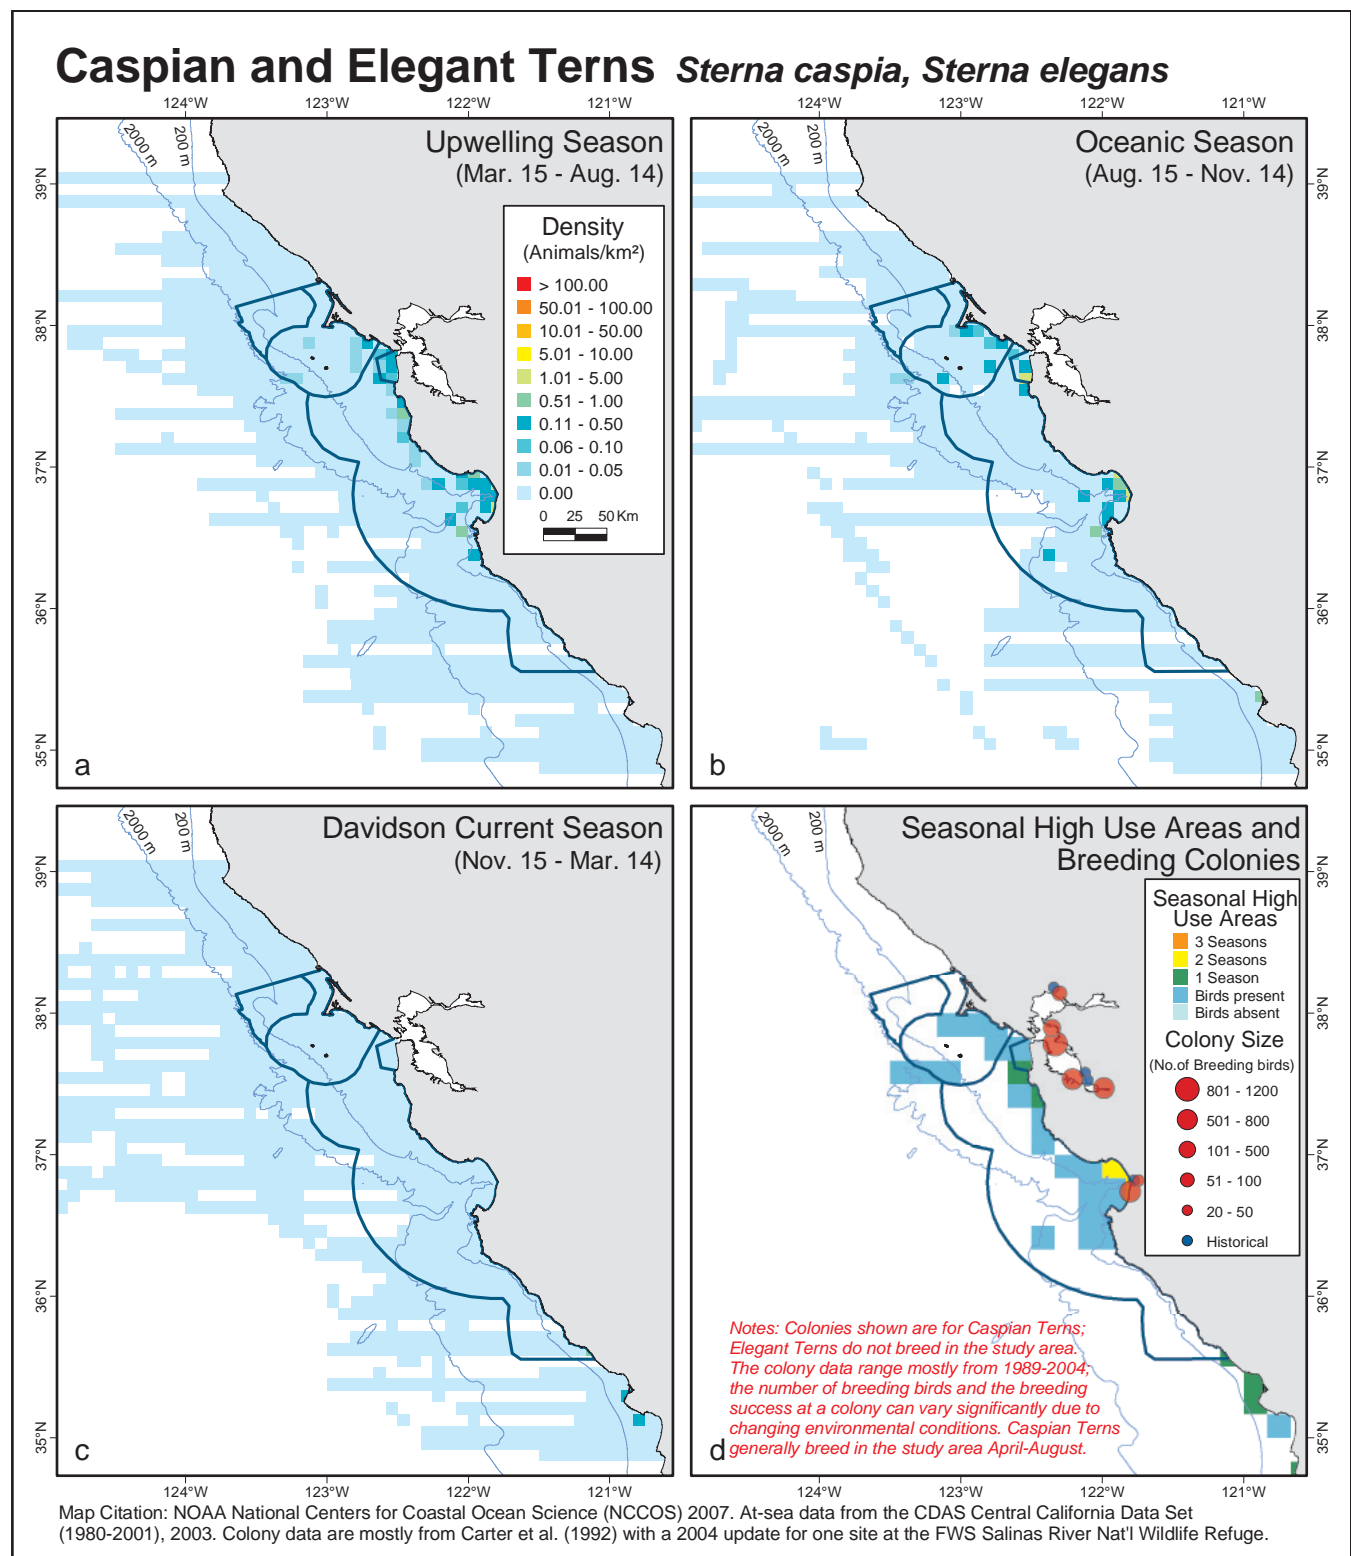 Caspian and Elegant Terns Sterna caspia, Sterna elegans
124°W 123°W 122°W 121°W 124°W 123°W 122°W 121°W
2000 m
200 m
Upwelling Season
(Mar. 15 - Aug. 14)
Density
(Animals/km²)
> 100.00
50.01 - 100.00
10.01 - 50.00
5.01 - 10.00
1.01 - 5.00
0.51 - 1.00
0.11 - 0.50
0.06 - 0.10
0.01 - 0.05
0.00
0 25 50 Km
39°N
38°N
37°N
36°N
35°N
a
2000 m
200 m
Oceanic Season
(Aug. 15 - Nov. 14)
39°N
38°N
37°N
36°N
35°N
b
2000 m
200 m
Davidson Current Season
(Nov. 15 - Mar. 14)
39°N
38°N
37°N
36°N
35°N
c
2000 m
200 m
Seasonal High Use Areas and
Breeding Colonies
Seasonal High
Use Areas
3 Seasons
2 Seasons
1 Season
Birds present
Birds absent
Colony Size
(No.of Breeding birds)
801 - 1200
501 - 800
101 - 500
51 - 100
20 - 50
Historical
39°N
38°N
37°N
36°N
35°N
Notes: Colonies shown are for Caspian Terns;
Elegant Terns do not breed in the study area.
The colony data range mostly from 1989-2004;
the number of breeding birds and the breeding
success at a colony can vary significantly due to
changing environmental conditions. Caspian Terns
generally breed in the study area April-August.
d
124°W 123°W 122°W 121°W 124°W 123°W 122°W 121°W
Map Citation: NOAA National Centers for Coastal Ocean Science (NCCOS) 2007. At-sea data from the CDAS Central California Data Set
(1980-2001), 2003. Colony data are mostly from Carter et al. (1992) with a 2004 update for one site at the FWS Salinas River Nat'l Wildlife Refuge.